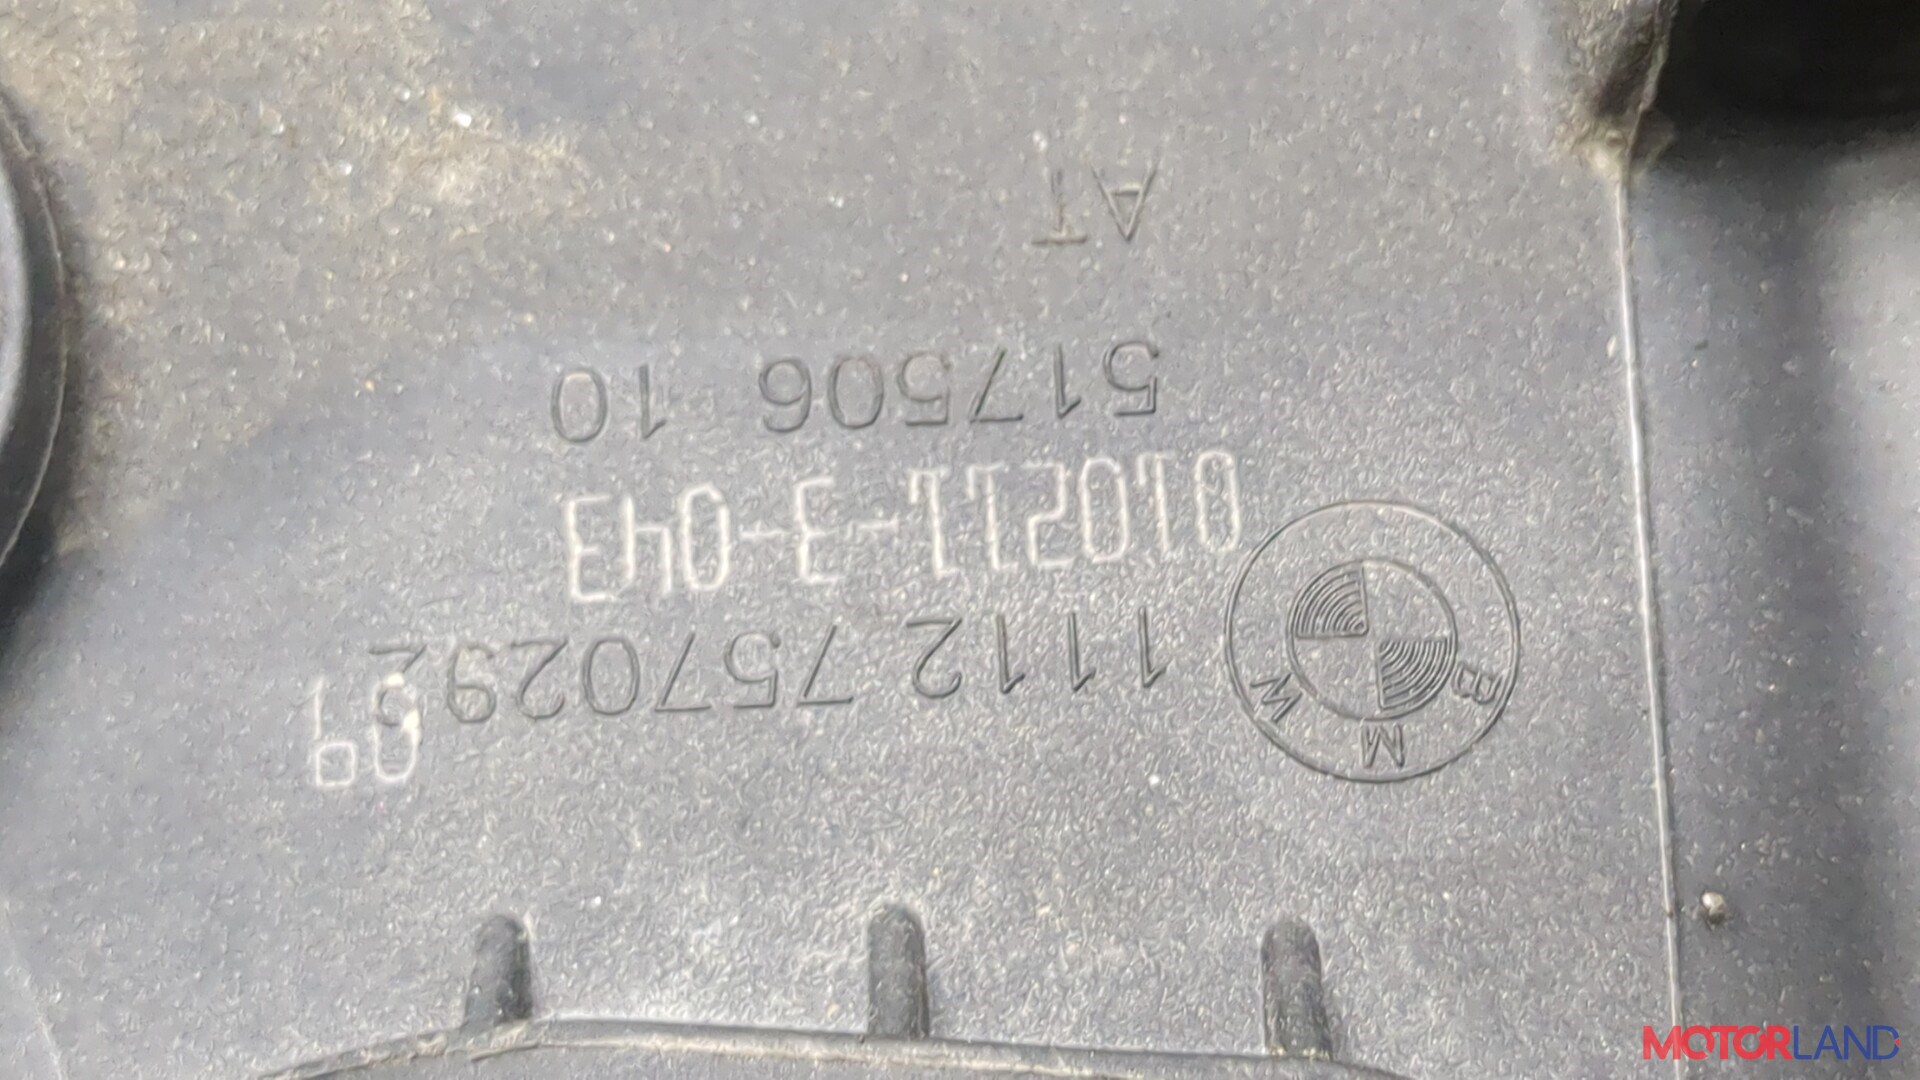 BMW
1112 7570292 09
010211-3-043
517506 10
AT
MOTORLAND